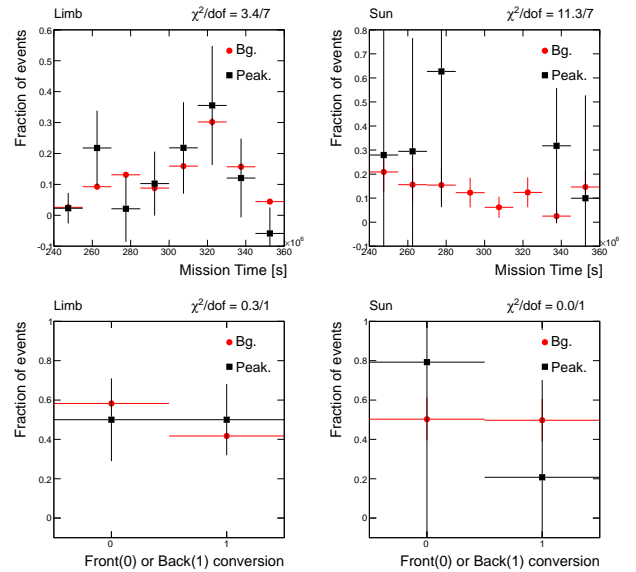 Limb χ²/dof = 3.4/7
Fraction of events
0.6
0.5
0.4
0.3
0.2
0.1
0
-0.1
Bg.
Peak.
240 260 280 300 320 340 360
×10⁶
Mission Time [s]
Sun χ²/dof = 11.3/7
Fraction of events
0.8
0.7
0.6
0.5
0.4
0.3
0.2
0.1
0
-0.1
Bg.
Peak.
240 260 280 300 320 340 360
×10⁶
Mission Time [s]
Limb χ²/dof = 0.3/1
Fraction of events
1
0.8
0.6
0.4
0.2
0
Bg.
Peak.
0 1
Front(0) or Back(1) conversion
Sun χ²/dof = 0.0/1
Fraction of events
1
0.8
0.6
0.4
0.2
0
Bg.
Peak.
0 1
Front(0) or Back(1) conversion